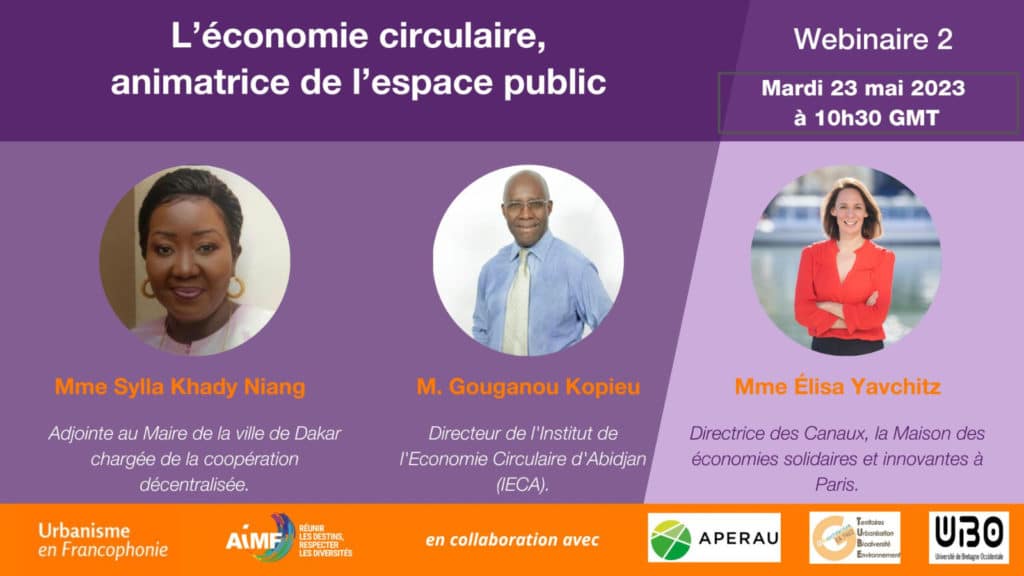 L’économie circulaire,
animatrice de l’espace public
Webinaire 2
Mardi 23 mai 2023
à 10h30 GMT
Mme Sylla Khady Niang
Adjointe au Maire de la ville de Dakar
chargée de la coopération
décentralisée.
M. Gouganou Kopieu
Directeur de l'Institut de
l'Economie Circulaire d'Abidjan
(IECA).
Mme Élisa Yavchitz
Directrice des Canaux, la Maison des
économies solidaires et innovantes à
Paris.
Urbanisme
en Francophonie
AIMF
RÉUNIR
LES DESTINS,
RESPECTER
LES DIVERSITÉS
en collaboration avec
APERAU
Territoires
Urbanisation
Biodiversité
Environnement
T
U
B
E
UBO
Université de Bretagne Occidentale